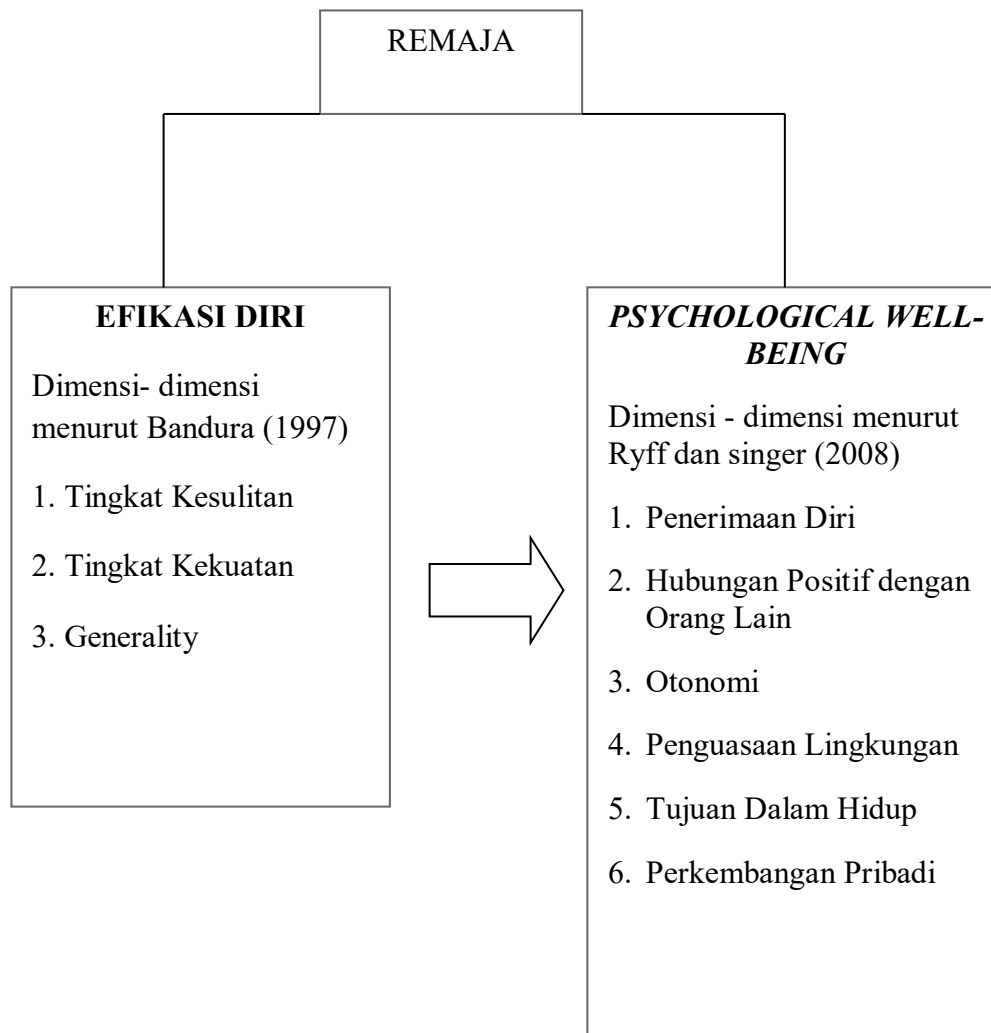 REMAJA
EFIKASI DIRI
Dimensi- dimensi
menurut Bandura (1997)
1. Tingkat Kesulitan
2. Tingkat Kekuatan
3. Generality
PSYCHOLOGICAL WELL-
BEING
Dimensi - dimensi menurut
Ryff dan singer (2008)
1. Penerimaan Diri
2. Hubungan Positif dengan
Orang Lain
3. Otonomi
4. Penguasaan Lingkungan
5. Tujuan Dalam Hidup
6. Perkembangan Pribadi